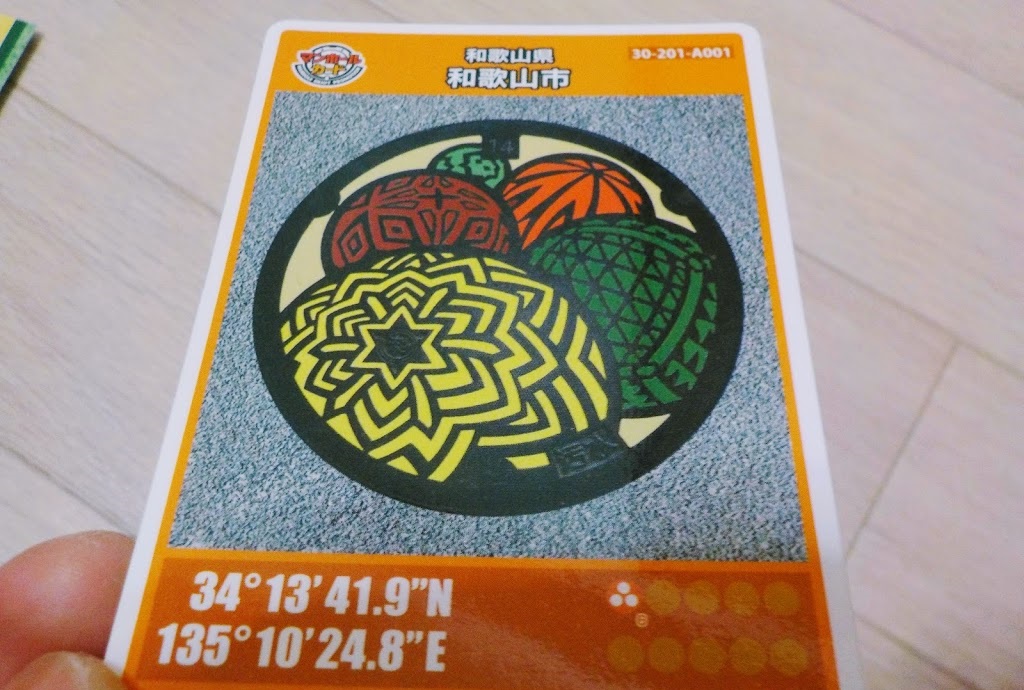 マンホール
カード
和歌山県
和歌山市
30-201-A001
14
34°13'41.9"N
135°10'24.8"E